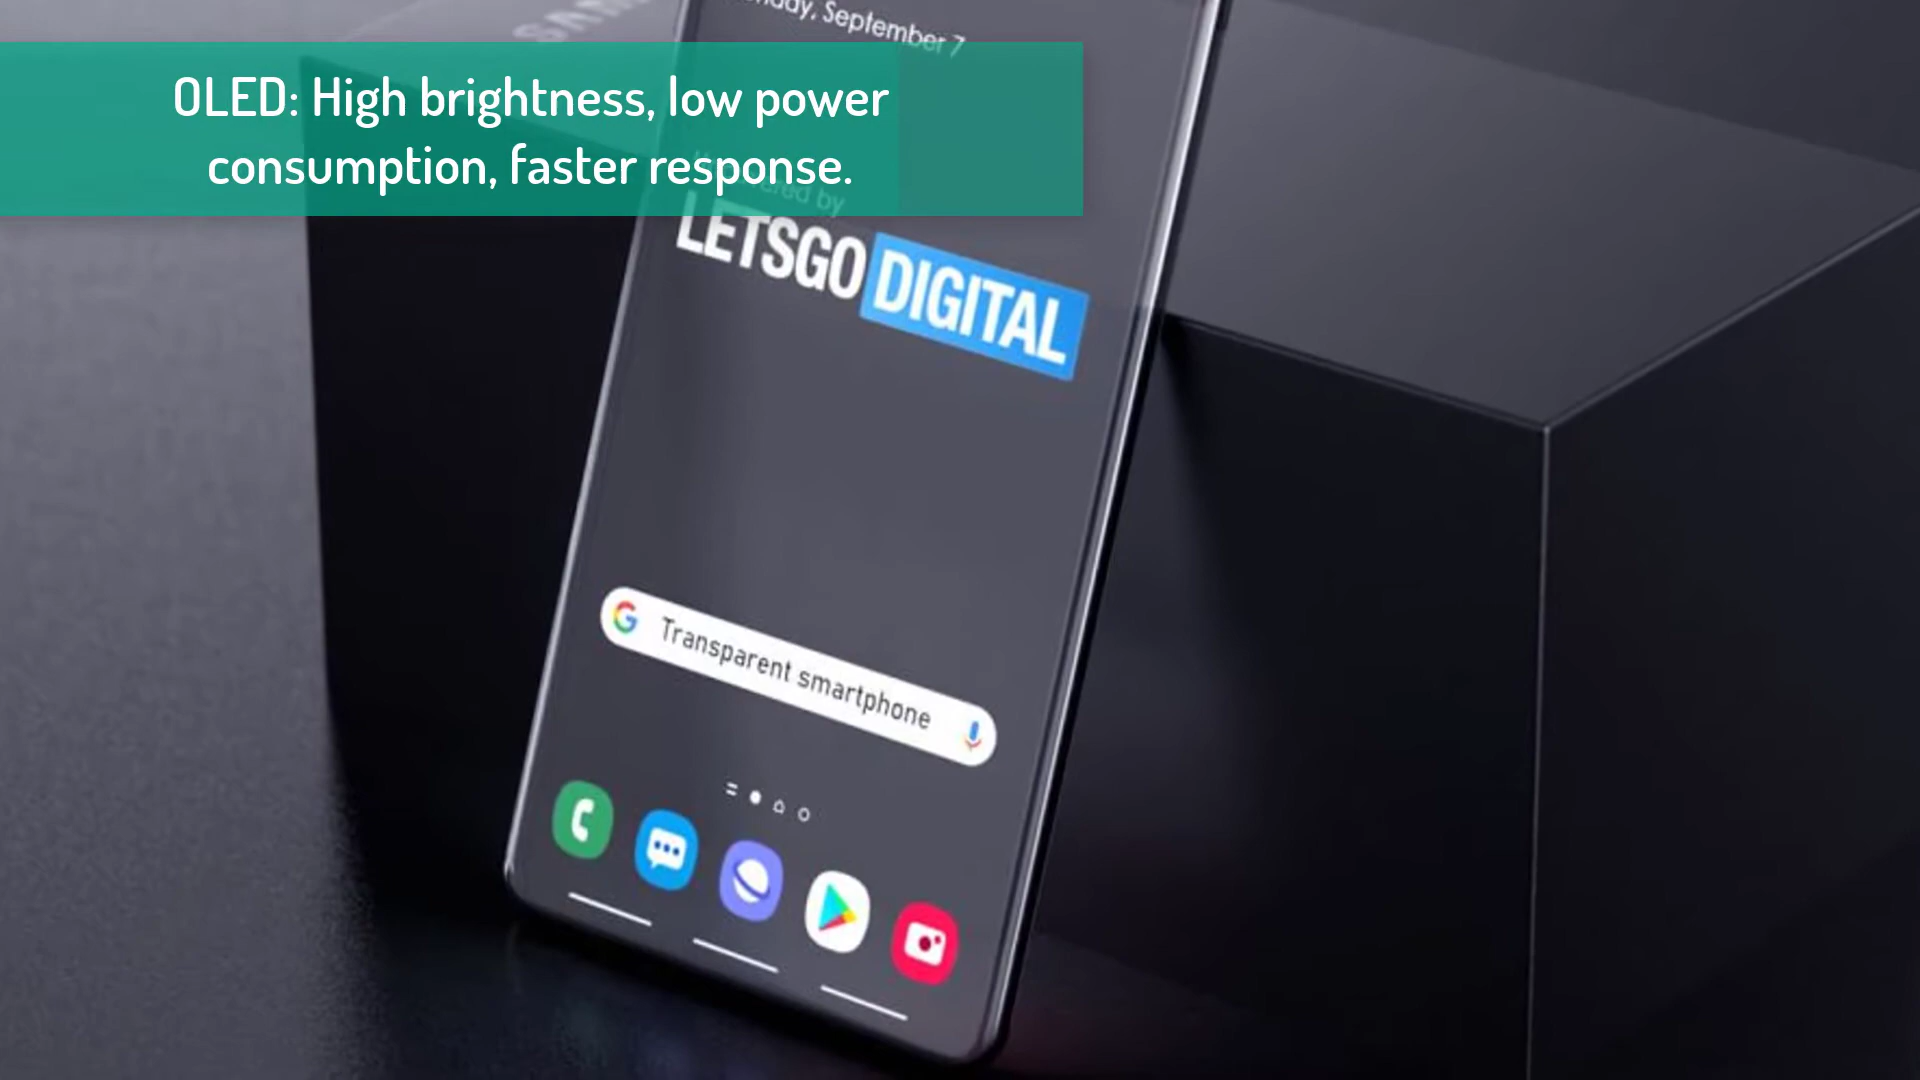 September 7
OLED: High brightness, low power
consumption, faster response.
LETSGO DIGITAL
Transparent smartphone